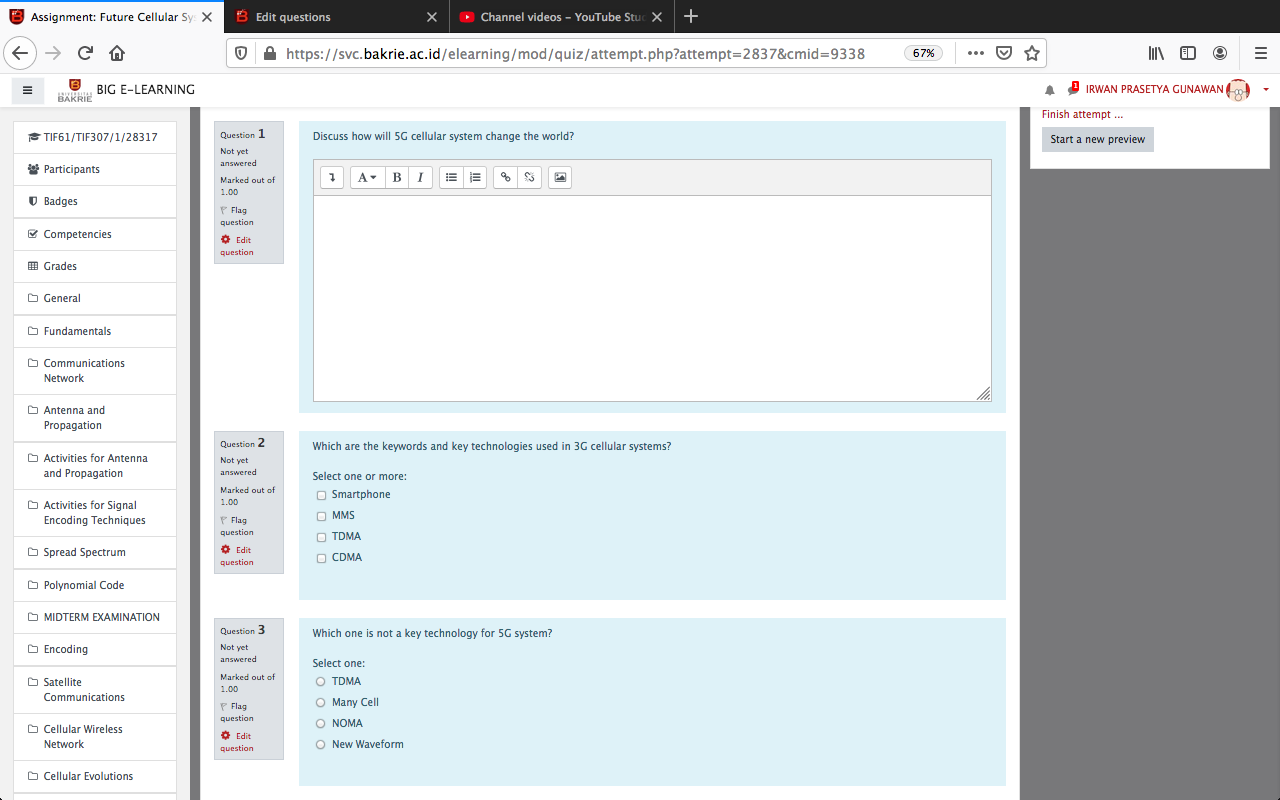 Assignment: Future Cellular Sy
Edit questions
Channel videos – YouTube Stu
https://svc.bakrie.ac.id/elearning/mod/quiz/attempt.php?attempt=2837&cmid=9338
67%
UNIVERSITAS
BAKRIE
BIG E-LEARNING
1
IRWAN PRASETYA GUNAWAN
TIF61/TIF307/1/28317
Participants
Badges
Competencies
Grades
General
Fundamentals
Communications
Network
Antenna and
Propagation
Activities for Antenna
and Propagation
Activities for Signal
Encoding Techniques
Spread Spectrum
Polynomial Code
MIDTERM EXAMINATION
Encoding
Satellite
Communications
Cellular Wireless
Network
Cellular Evolutions
Question 1
Not yet
answered
Marked out of
1.00
Flag
question
Edit
question
Discuss how will 5G cellular system change the world?
A B I
Question 2
Not yet
answered
Marked out of
1.00
Flag
question
Edit
question
Which are the keywords and key technologies used in 3G cellular systems?
Select one or more:
Smartphone
MMS
TDMA
CDMA
Question 3
Not yet
answered
Marked out of
1.00
Flag
question
Edit
question
Which one is not a key technology for 5G system?
Select one:
TDMA
Many Cell
NOMA
New Waveform
Finish attempt ...
Start a new preview